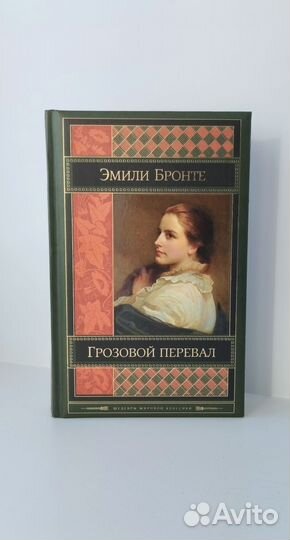 ЭМИЛИ БРОНТЕ
ГРОЗОВОЙ ПЕРЕВАЛ
ШЕДЕВРЫ МИРОВОЙ КЛАССИКИ
Avito